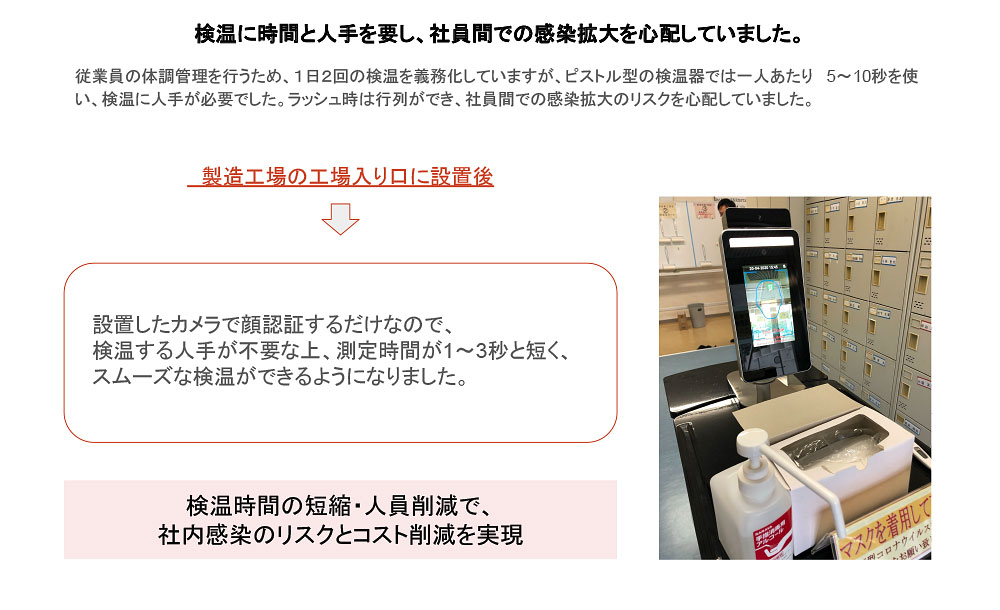 検温に時間と人手を要し、社員間での感染拡大を心配していました。
従業員の体調管理を行うため、1日2回の検温を義務化していますが、ピストル型の検温器では一人あたり 5～10秒を使
い、検温に人手が必要でした。ラッシュ時は行列ができ、社員間での感染拡大のリスクを心配していました。
製造工場の工場入り口に設置後
設置したカメラで顔認証するだけなので、
検温する人手が不要な上、測定時間が1～3秒と短く、
スムーズな検温ができるようになりました。
検温時間の短縮・人員削減で、
社内感染のリスクとコスト削減を実現
手指消毒用
アルコール
マスクを着用して
型コロナウイルス